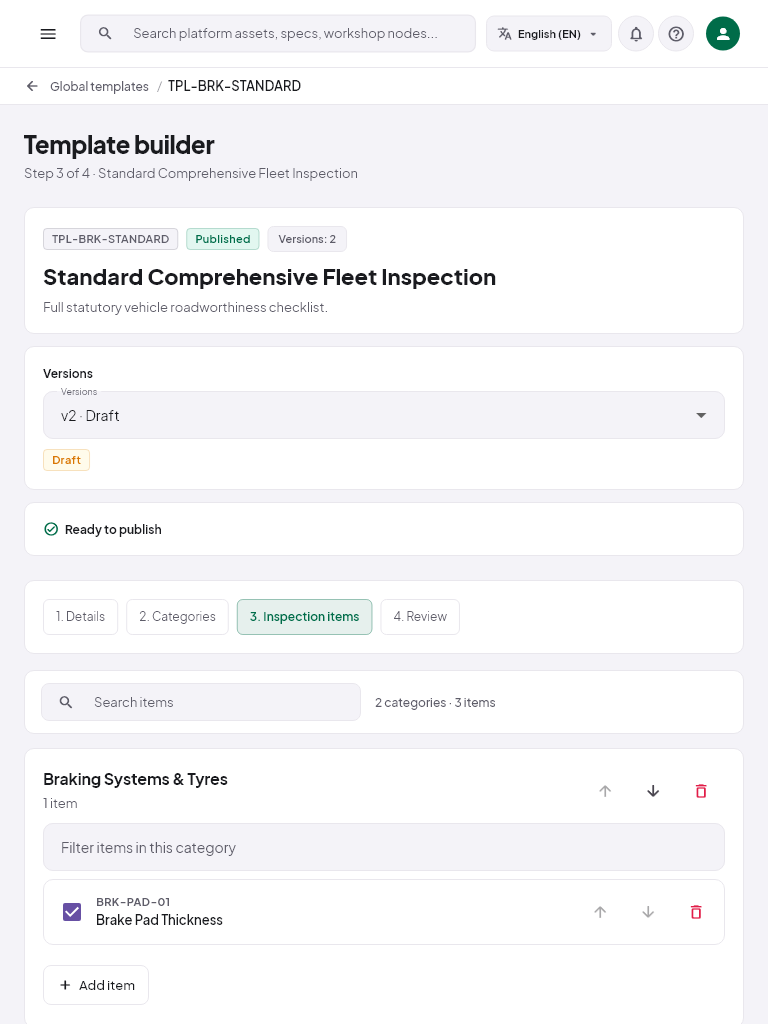 Search platform assets, specs, workshop nodes...
English (EN)
Global templates / TPL-BRK-STANDARD
Template builder
Step 3 of 4 · Standard Comprehensive Fleet Inspection
TPL-BRK-STANDARD
Published
Versions: 2
Standard Comprehensive Fleet Inspection
Full statutory vehicle roadworthiness checklist.
Versions
Versions
v2 · Draft
Draft
Ready to publish
1. Details
2. Categories
3. Inspection items
4. Review
Search items
2 categories · 3 items
Braking Systems & Tyres
1 item
Filter items in this category
BRK-PAD-01
Brake Pad Thickness
Add item